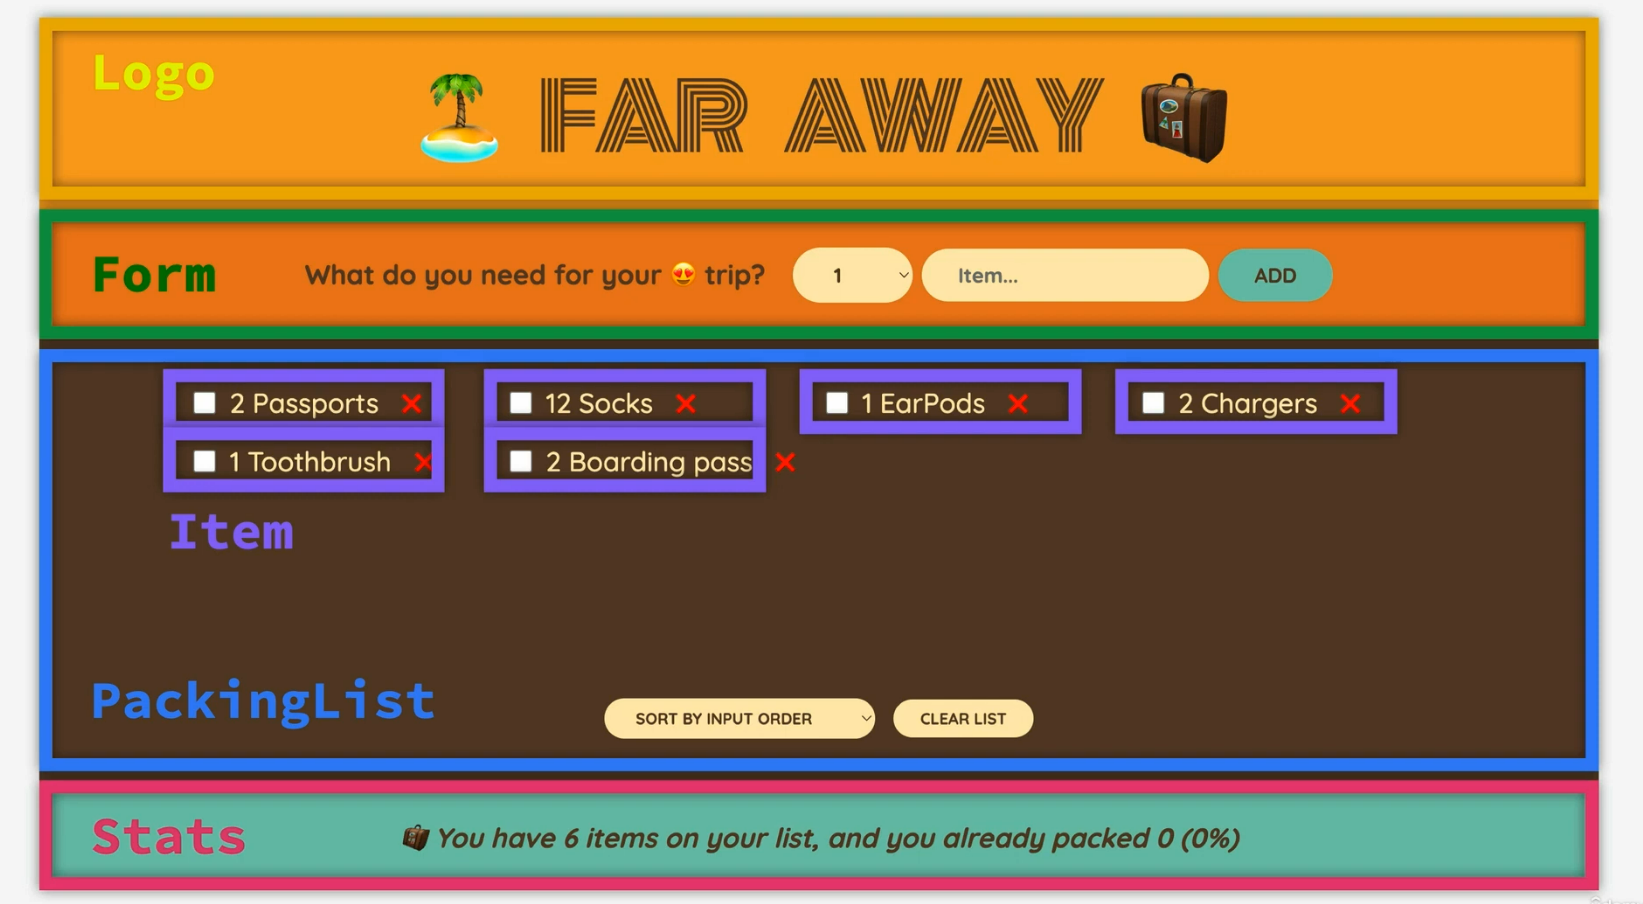 Logo
FAR AWAY
Form
What do you need for your 😍 trip?
1
Item...
ADD
2 Passports ❌
12 Socks ❌
1 EarPods ❌
2 Chargers ❌
1 Toothbrush ❌
2 Boarding pass ❌
Item
PackingList
SORT BY INPUT ORDER
CLEAR LIST
Stats
You have 6 items on your list, and you already packed 0 (0%)